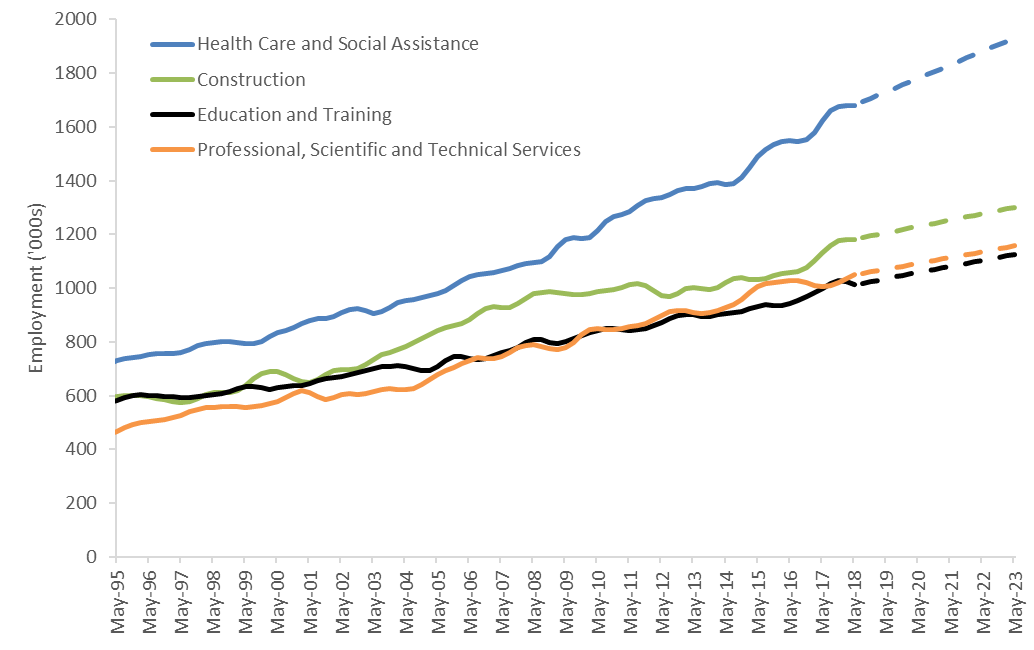 2000
1800
1600
1400
1200
1000
800
600
400
200
0
Employment ('000s)
Health Care and Social Assistance
Construction
Education and Training
Professional, Scientific and Technical Services
May-95
May-96
May-97
May-98
May-99
May-00
May-01
May-02
May-03
May-04
May-05
May-06
May-07
May-08
May-09
May-10
May-11
May-12
May-13
May-14
May-15
May-16
May-17
May-18
May-19
May-20
May-21
May-22
May-23